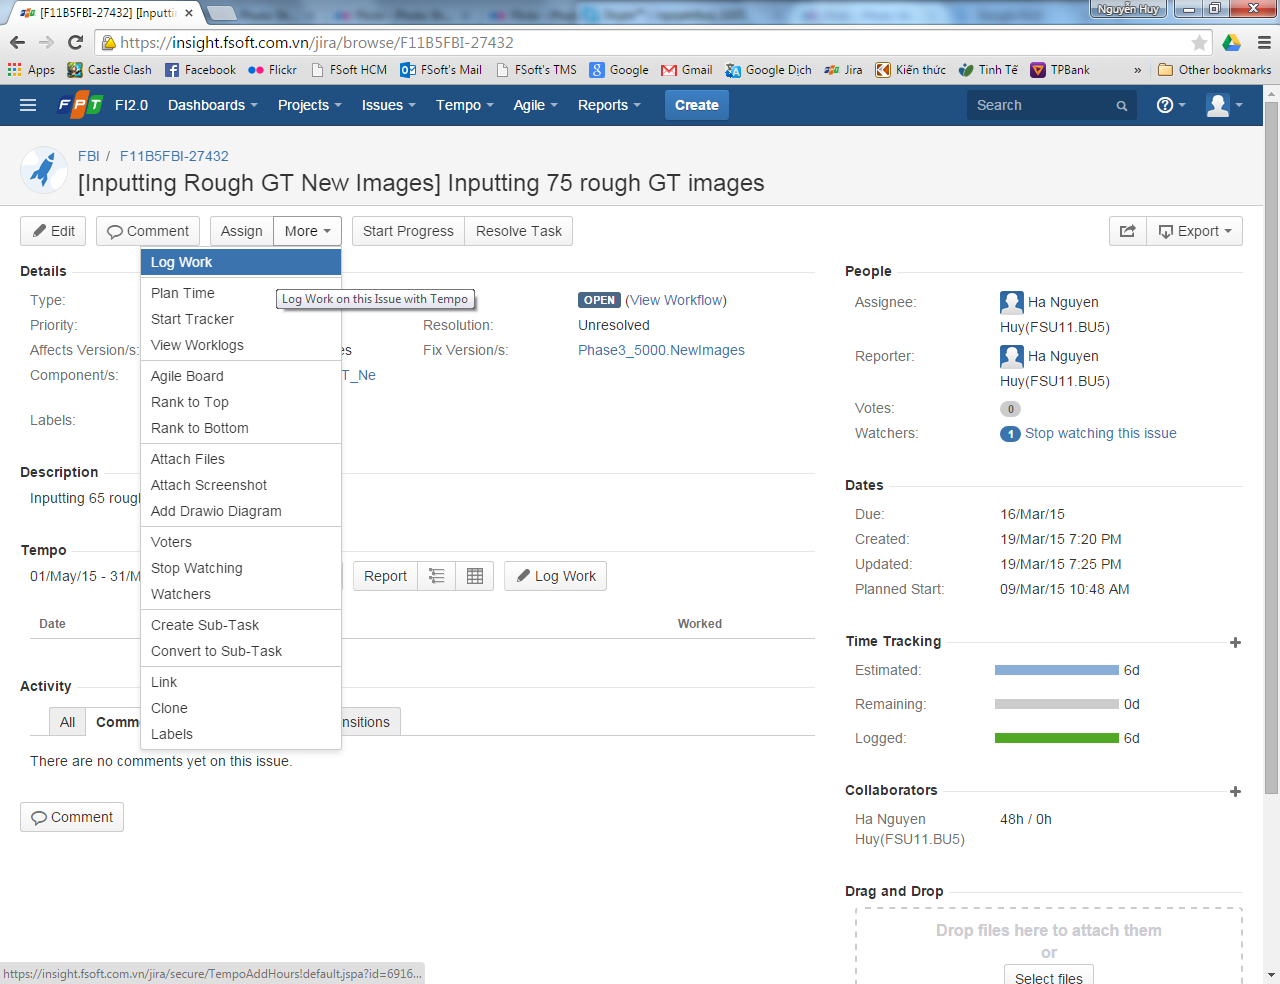 [F11B5FBI-27432] [Inputti
Nguyễn Huy
https://insight.fsoft.com.vn/jira/browse/F11B5FBI-27432
Apps Castle Clash Facebook Flickr FSoft HCM FSoft's Mail FSoft's TMS Google Gmail Google Dịch Jira Kiến thức Tinh Tế TPBank » Other bookmarks
FPT FI2.0 Dashboards Projects Issues Tempo Agile Reports Create Search
FBI / F11B5FBI-27432
[Inputting Rough GT New Images] Inputting 75 rough GT images
Edit Comment Assign More Start Progress Resolve Task Export
Log Work
Plan Time
Log Work on this Issue with Tempo
Start Tracker
View Worklogs
Agile Board
Rank to Top
Rank to Bottom
Attach Files
Attach Screenshot
Add Drawio Diagram
Voters
Stop Watching
Watchers
Create Sub-Task
Convert to Sub-Task
Link
Clone
Labels
Details
Type: OPEN (View Workflow)
Priority: Resolution: Unresolved
Affects Version/s: es Fix Version/s: Phase3_5000.NewImages
Component/s: T_Ne
Labels:
Description
Inputting 65 roug
Tempo
01/May/15 - 31/M Report Log Work
Date Worked
Activity
All Comm nsitions
There are no comments yet on this issue.
Comment
People
Assignee: Ha Nguyen
Huy(FSU11.BU5)
Reporter: Ha Nguyen
Huy(FSU11.BU5)
Votes: 0
Watchers: 1 Stop watching this issue
Dates
Due: 16/Mar/15
Created: 19/Mar/15 7:20 PM
Updated: 19/Mar/15 7:25 PM
Planned Start: 09/Mar/15 10:48 AM
Time Tracking
Estimated: 6d
Remaining: 0d
Logged: 6d
Collaborators
Ha Nguyen 48h / 0h
Huy(FSU11.BU5)
Drag and Drop
Drop files here to attach them
or
Select files
https://insight.fsoft.com.vn/jira/secure/TempoAddHours!default.jspa?id=6916...